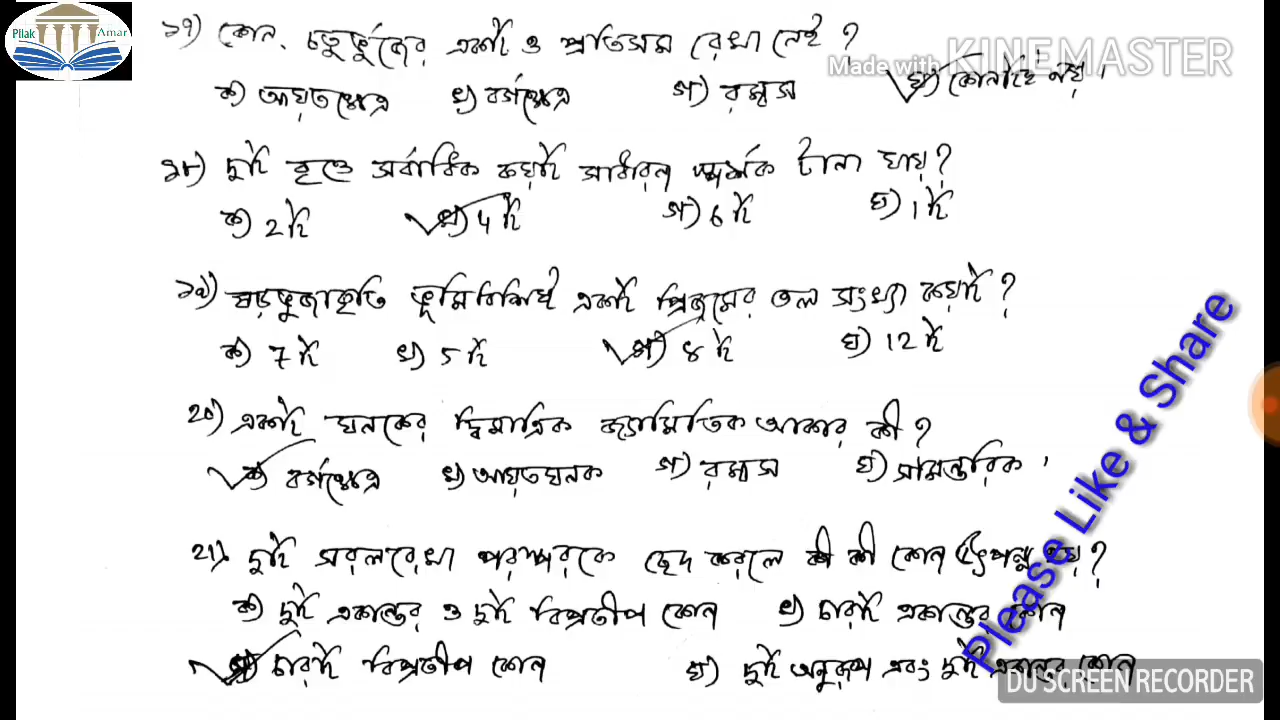 Pilak Amar
১৭) কোন চতুর্ভুজের একটিও প্রতিসম রেখা নেই?
Made with KINEMASTER
ক) আয়তক্ষেত্র খ) বর্গক্ষেত্র গ) রম্বস ঘ) কোনটিই নয়।
১৮) দুটি বৃত্তে সর্বাধিক কয়টি সাধারণ স্পর্শক টানা যায়?
ক) 2টি খ) 4টি গ) 6টি ঘ) 1টি
১৯) ষড়ভুজাকৃতি ভূমিবিশিষ্ট একটি প্রিজমের তল সংখ্যা কয়টি?
ক) 7টি খ) 5টি গ) ৪টি ঘ) 12টি
20) একটি ঘনকের দ্বিমাত্রিক জ্যামিতিক আকার কী?
ক) বর্গক্ষেত্র খ) আয়তঘনক গ) রম্বস ঘ) সামন্তরিক।
21) দুটি সরলরেখা পরস্পরকে ছেদ করলে কী কী কোন উৎপন্ন হয়?
ক) দুটি একান্তর ও দুটি বিপ্রতীপ কোন খ) চারটি একান্তর কোন
গ) চারটি বিপ্রতীপ কোন ঘ) দুটি অনুরূপ এবং দুটি একান্তর কোন
Please Like & Share
DU SCREEN RECORDER